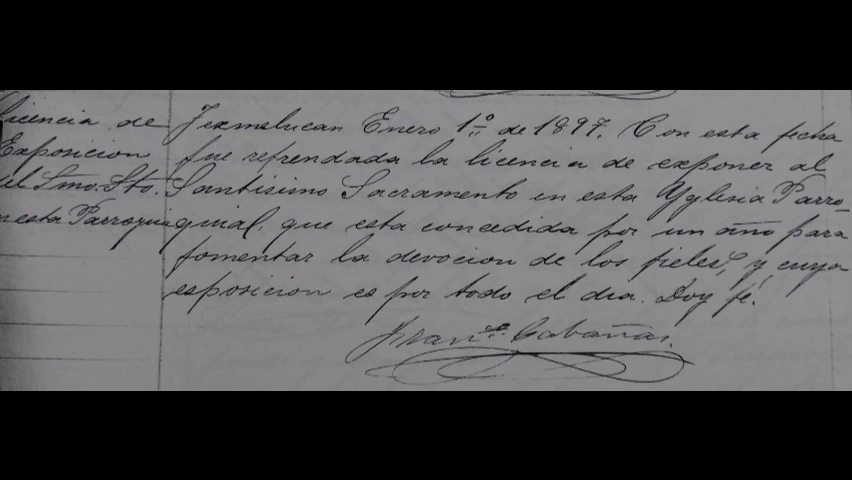 licencia de
Exposicion
del Smo. Sto.
n esta Parroquia
Texmelucan Enero 1º de 1897. Con esta fecha
fue refrendada la licencia de exponer al
Santisimo Sacramento en esta Yglesia Parro-
quial, que esta concedida por un año para
fomentar la devocion de los fieles, y cuya
esposicion es por todo el dia. Doy fé.
Franco Cabañas.